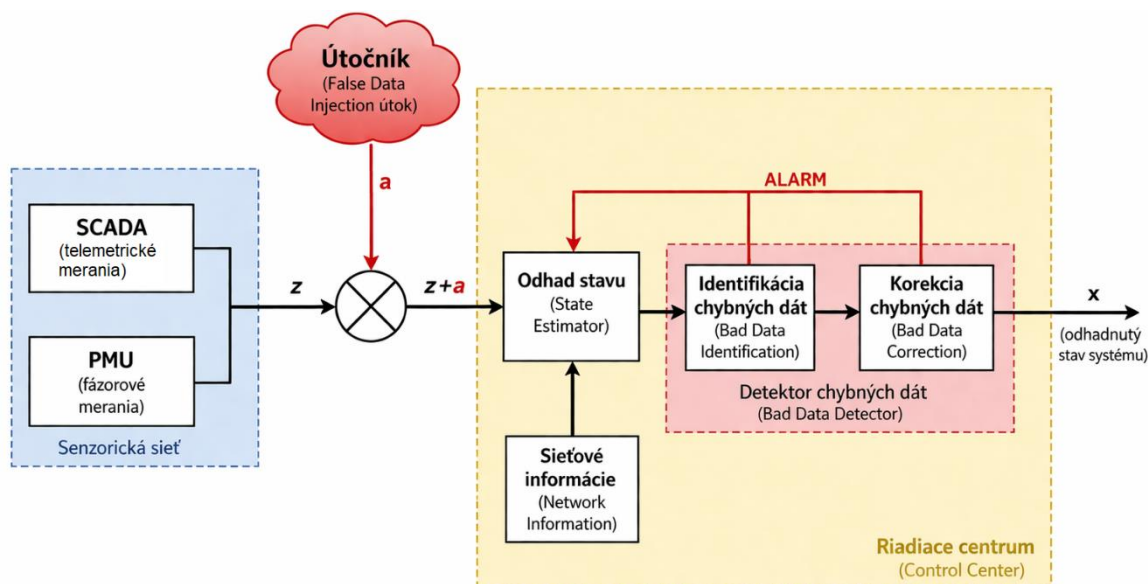 Útočník
(False Data
Injection útok)
a
SCADA
(telemetrické
merania)
PMU
(fázorové
merania)
Senzorická sieť
z
z+a
ALARM
Odhad stavu
(State
Estimator)
Identifikácia
chybných dát
(Bad Data
Identification)
Korekcia
chybných dát
(Bad Data
Correction)
Detektor chybných dát
(Bad Data Detector)
x
(odhadnutý
stav systému)
Sieťové
informácie
(Network
Information)
Riadiace centrum
(Control Center)